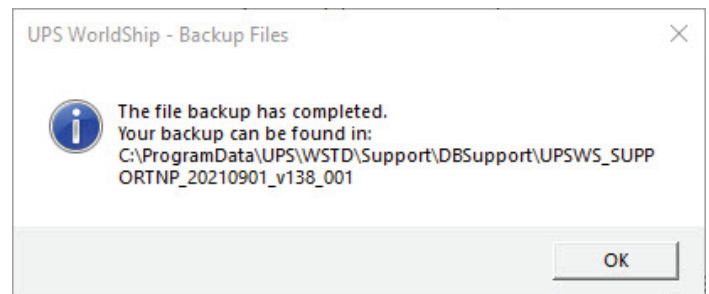 UPS WorldShip - Backup Files
The file backup has completed.
Your backup can be found in:
C:\ProgramData\UPS\WSTD\Support\DBSupport\UPSWS_SUPP
ORTNP_20210901_v138_001
OK